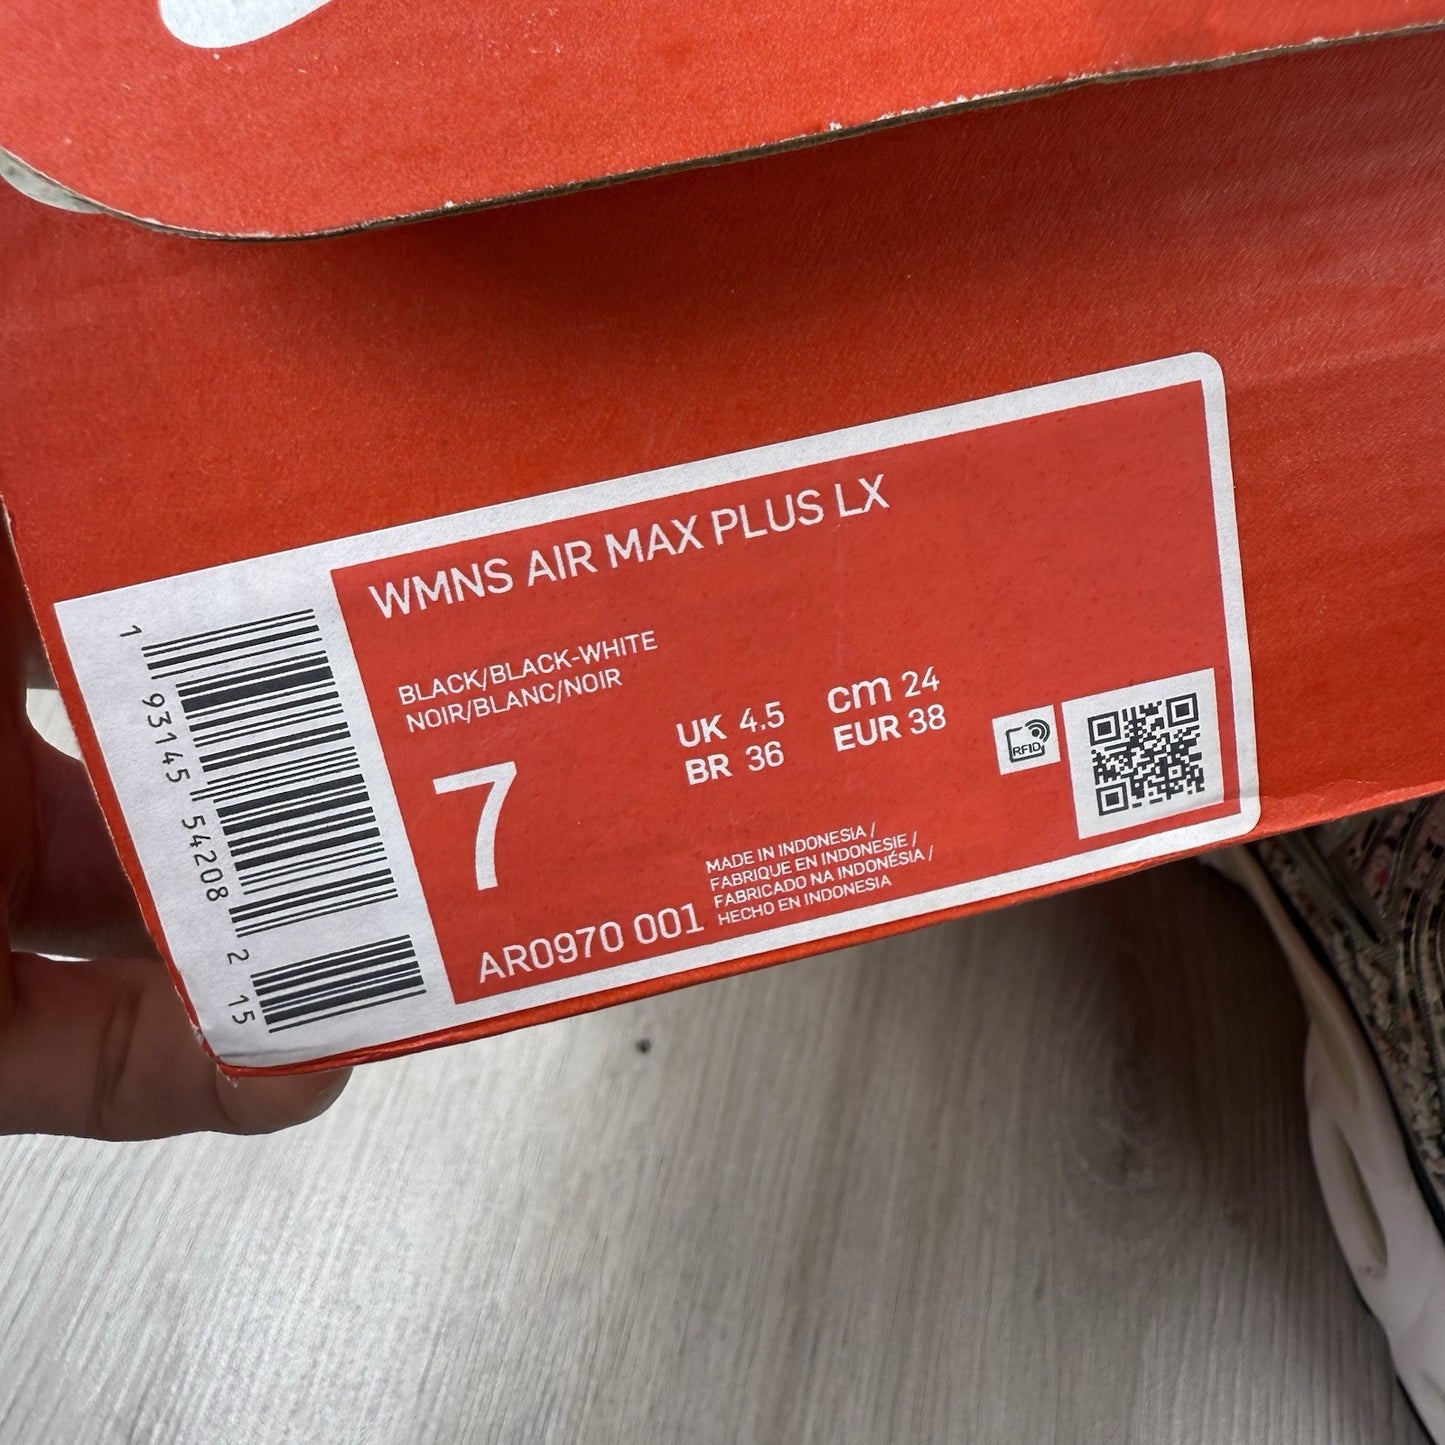 WMNS AIR MAX PLUS LX
BLACK/BLACK-WHITE
NOIR/BLANC/NOIR
7
UK 4.5
BR 36
cm 24
EUR 38
RFID
MADE IN INDONESIA /
FABRIQUE EN INDONESIE /
FABRICADO NA INDONÉSIA /
HECHO EN INDONESIA
AR0970 001
1 93145 54208 2 15